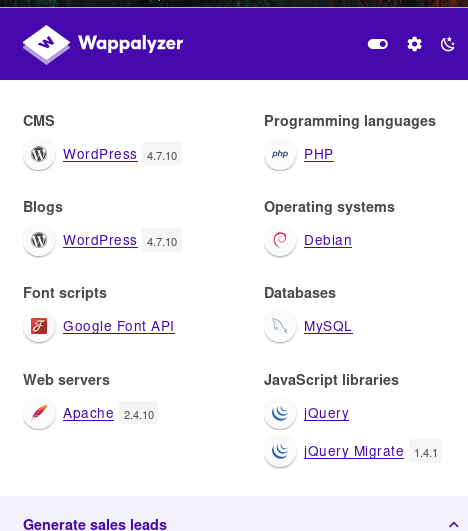 Wappalyzer
CMS
WordPress 4.7.10
Programming languages
php PHP
Blogs
WordPress 4.7.10
Operating systems
Debian
Font scripts
Google Font API
Databases
MySQL
Web servers
Apache 2.4.10
JavaScript libraries
jQuery
jQuery Migrate 1.4.1
Generate sales leads